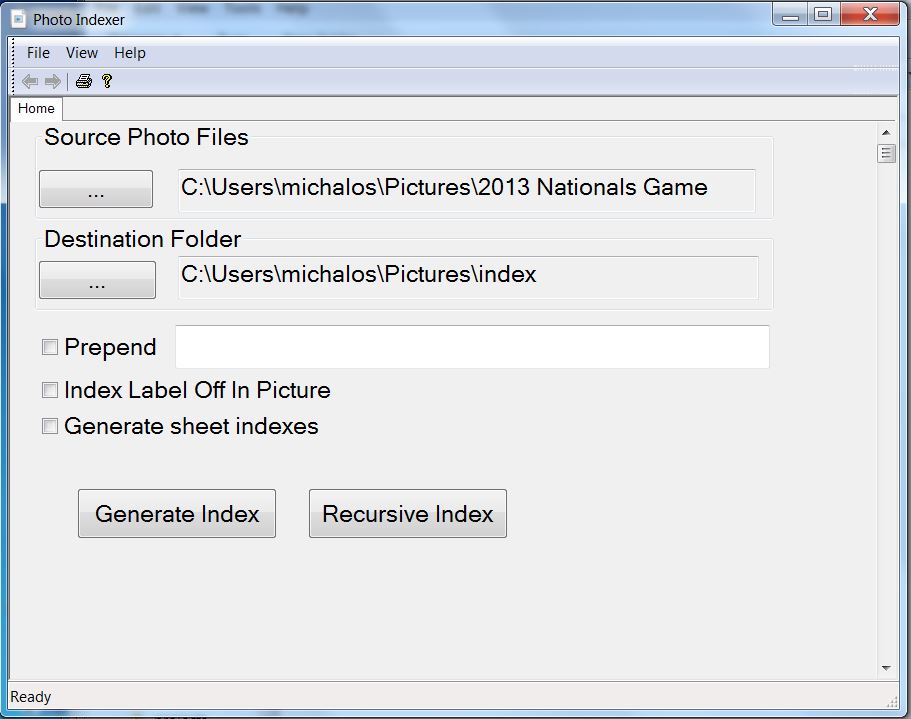 Photo Indexer
File View Help
?
Home
Source Photo Files
... C:\Users\michalos\Pictures\2013 Nationals Game
Destination Folder
... C:\Users\michalos\Pictures\index
Prepend
Index Label Off In Picture
Generate sheet indexes
Generate Index Recursive Index
Ready